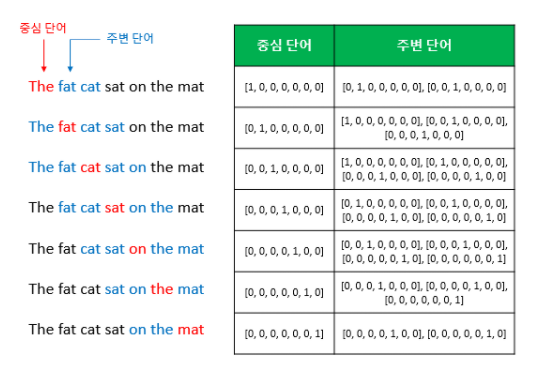 중심 단어
주변 단어
The fat cat sat on the mat
The fat cat sat on the mat
The fat cat sat on the mat
The fat cat sat on the mat
The fat cat sat on the mat
The fat cat sat on the mat
The fat cat sat on the mat
중심 단어 주변 단어
[1, 0, 0, 0, 0, 0, 0] [0, 1, 0, 0, 0, 0, 0], [0, 0, 1, 0, 0, 0, 0]
[0, 1, 0, 0, 0, 0, 0] [1, 0, 0, 0, 0, 0, 0], [0, 0, 1, 0, 0, 0, 0],
[0, 0, 0, 1, 0, 0, 0]
[0, 0, 1, 0, 0, 0, 0] [1, 0, 0, 0, 0, 0, 0], [0, 1, 0, 0, 0, 0, 0],
[0, 0, 0, 1, 0, 0, 0], [0, 0, 0, 0, 1, 0, 0]
[0, 0, 0, 1, 0, 0, 0] [0, 1, 0, 0, 0, 0, 0], [0, 0, 1, 0, 0, 0, 0],
[0, 0, 0, 0, 1, 0, 0], [0, 0, 0, 0, 0, 1, 0]
[0, 0, 0, 0, 1, 0, 0] [0, 0, 1, 0, 0, 0, 0], [0, 0, 0, 1, 0, 0, 0],
[0, 0, 0, 0, 0, 1, 0], [0, 0, 0, 0, 0, 0, 1]
[0, 0, 0, 0, 0, 1, 0] [0, 0, 0, 1, 0, 0, 0], [0, 0, 0, 0, 1, 0, 0],
[0, 0, 0, 0, 0, 0, 1]
[0, 0, 0, 0, 0, 0, 1] [0, 0, 0, 0, 1, 0, 0], [0, 0, 0, 0, 0, 1, 0]